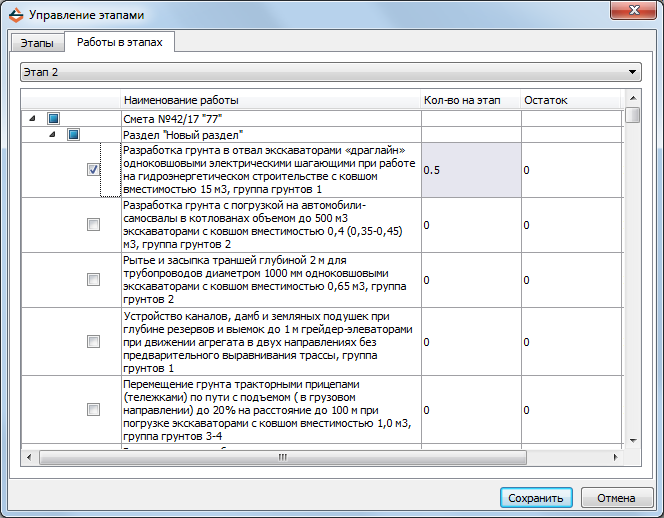 Управление этапами
Этапы
Работы в этапах
Этап 2
Наименование работы
Кол-во на этап
Остаток
Смета №42/17 "77"
Раздел "Новый раздел"
Разработка грунта в отвал экскаваторами «драглайн»
одноковшовыми электрическими шагающими при работе
на гидроэнергетическом строительстве с ковшом
вместимостью 15 м3, группа грунтов 1
0.5
0
Разработка грунта с погрузкой на автомобили-
самосвалы в котлованах объемом до 500 м3
экскаваторами с ковшом вместимостью 0,4 (0,35-0,45)
м3, группа грунтов 2
0
0
Рытье и засыпка траншей глубиной 2 м для
трубопроводов диаметром 1000 мм одноковшовыми
экскаваторами с ковшом вместимостью 0,65 м3, группа
грунтов 2
0
0
Устройство каналов, дамб и земляных подушек при
глубине резервов и выемок до 1 м грейдер-элеваторами
при движении агрегата в двух направлениях без
предварительного выравнивания трассы, группа
грунтов 1
0
0
Перемещение грунта тракторными прицепами
(тележками) по пути с подъемом ( в грузовом
направлении) до 20% на расстояние до 100 м при
погрузке экскаваторами с ковшом вместимостью 1,0 м3,
группа грунтов 3-4
0
0
Сохранить
Отмена